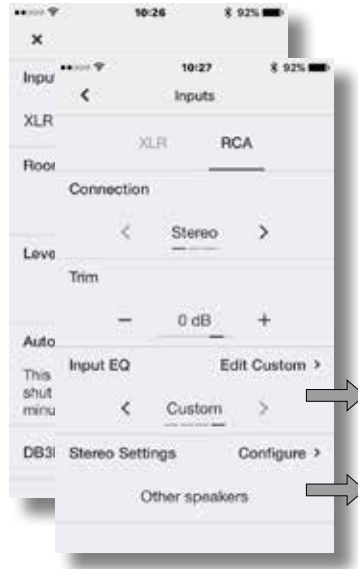 10:26 92%
×
Input
XLR
Room
Leve
Auto
This
shut
minu
DB3
10:27 92%
< Inputs
XLR RCA
Connection
< Stereo >
Trim
− 0 dB +
Input EQ Edit Custom >
< Custom >
Stereo Settings Configure >
Other speakers